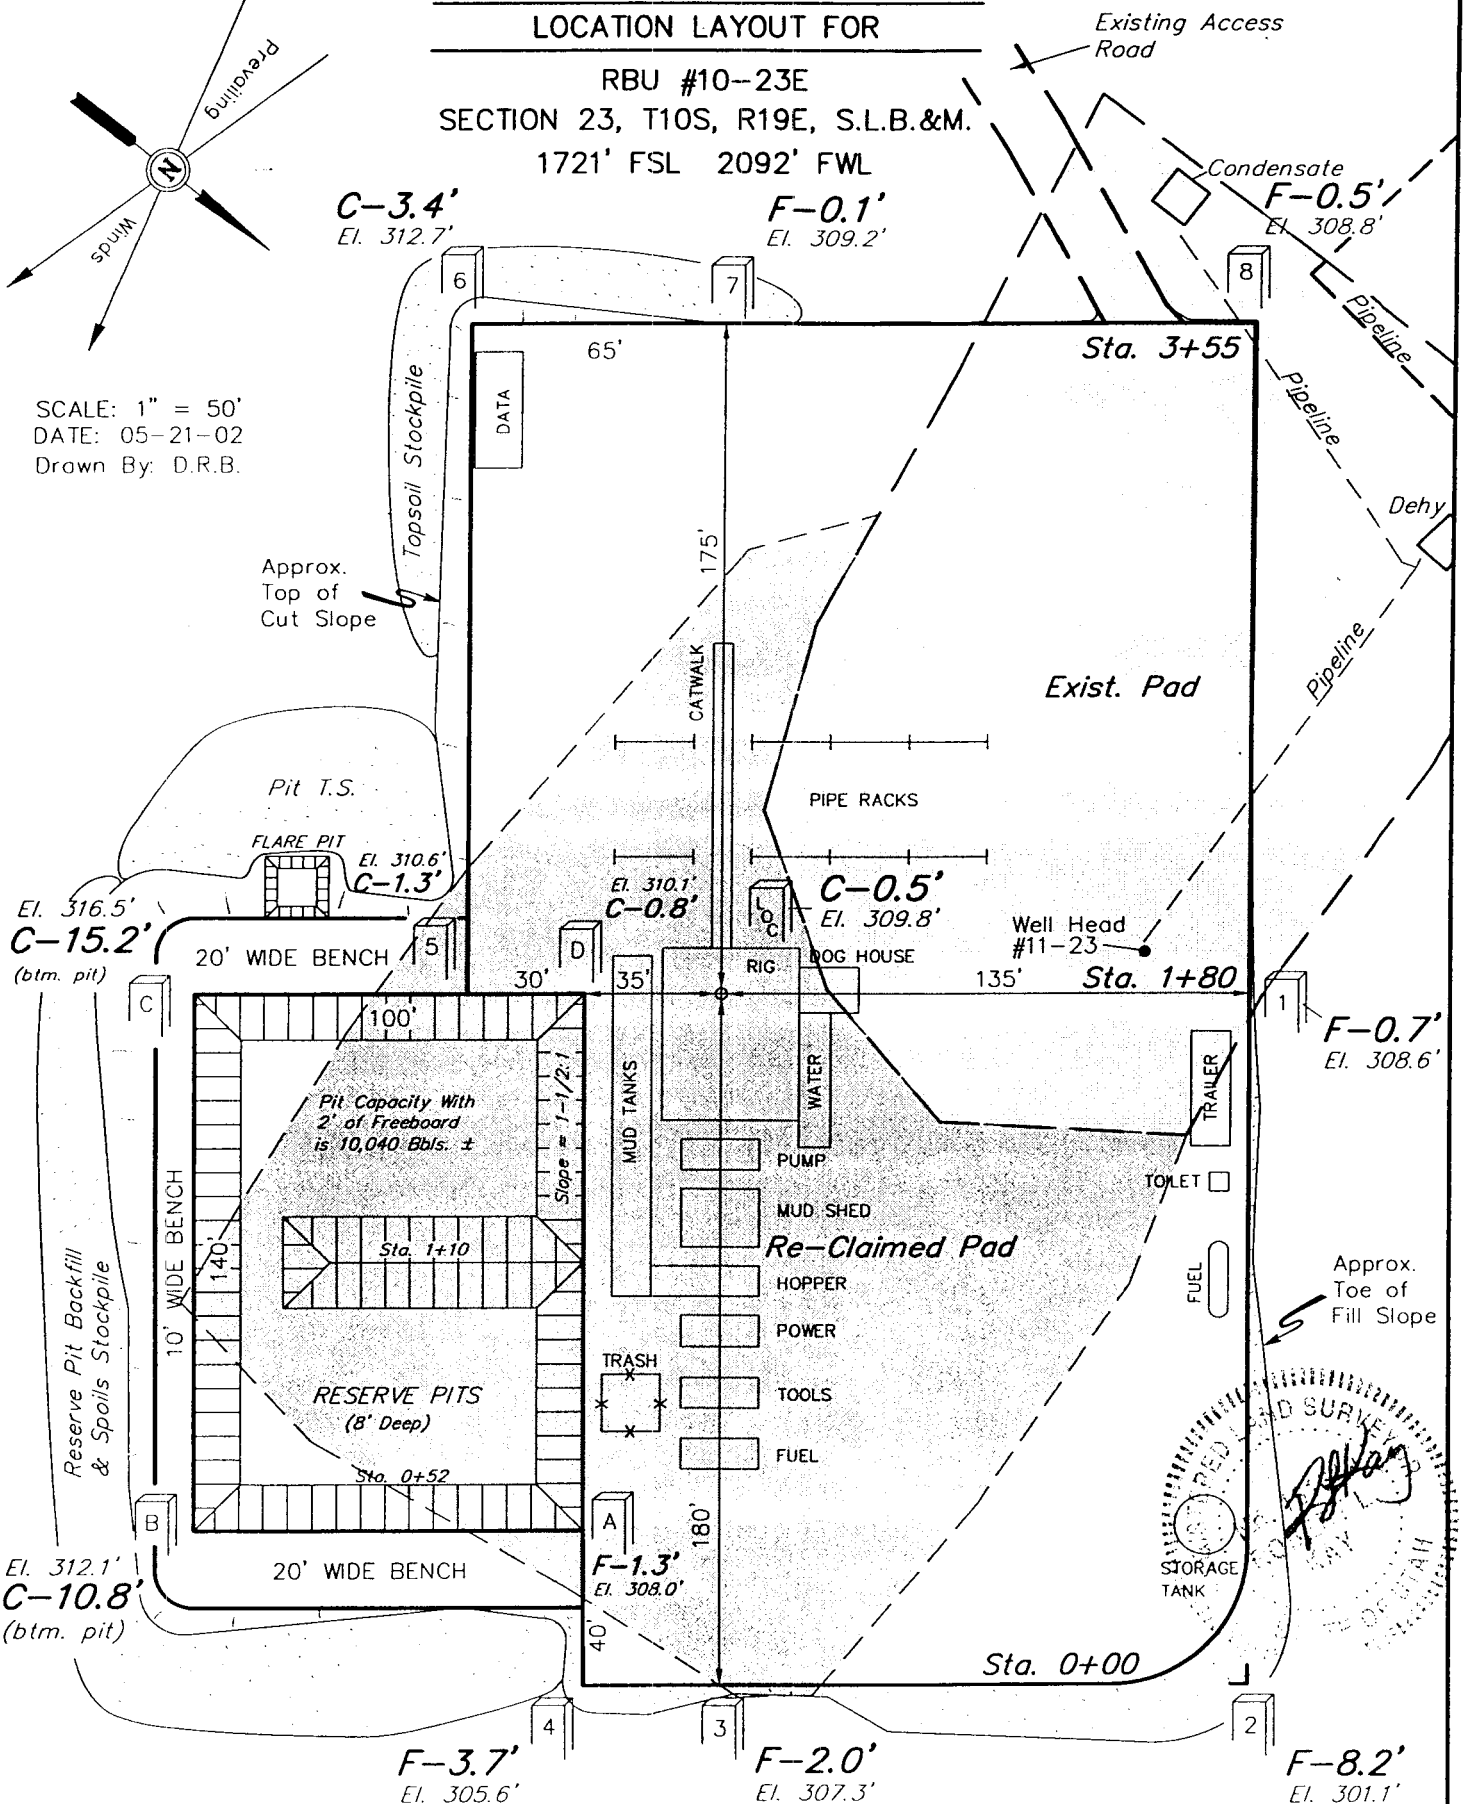 LOCATION LAYOUT FOR
RBU #10-23E
SECTION 23, T10S, R19E, S.L.B.&M.
1721' FSL 2092' FWL
Existing Access
Road
Prevailing
Winds
N
SCALE: 1" = 50'
DATE: 05-21-02
Drawn By: D.R.B.
C-3.4'
El. 312.7'
6
F-0.1'
El. 309.2'
7
Condensate
F-0.5'
El. 308.8'
8
Pipeline
Pipeline
Pipeline
Dehy
65'
Sta. 3+55
DATA
Topsoil Stockpile
Approx.
Top of
Cut Slope
175'
CATWALK
Exist. Pad
PIPE RACKS
Pit T.S.
FLARE PIT
El. 310.6'
C-1.3'
5
El. 310.1'
C-0.8'
D
LOC
C-0.5'
El. 309.8'
Well Head
#11-23
El. 316.5'
C-15.2'
(btm. pit)
C
20' WIDE BENCH
30'
35'
RIG
DOG HOUSE
135'
Sta. 1+80
1
F-0.7'
El. 308.6'
100'
Pit Capacity With
2' of Freeboard
is 10,040 Bbls. ±
Slope = 1-1/2:1
MUD TANKS
WATER
TRAILER
PUMP
TOILET
MUD SHED
Re-Claimed Pad
HOPPER
FUEL
POWER
TRASH
TOOLS
FUEL
Approx.
Toe of
Fill Slope
10' WIDE BENCH
140'
Sta. 1+10
RESERVE PITS
(8' Deep)
Sta. 0+52
Reserve Pit Backfill
& Spoils Stockpile
B
El. 312.1'
C-10.8'
(btm. pit)
20' WIDE BENCH
A
F-1.3'
El. 308.0'
40'
180'
STORAGE
TANK
Sta. 0+00
4
F-3.7'
El. 305.6'
3
F-2.0'
El. 307.3'
2
F-8.2'
El. 301.1'
LAND SURVEYOR
KAY